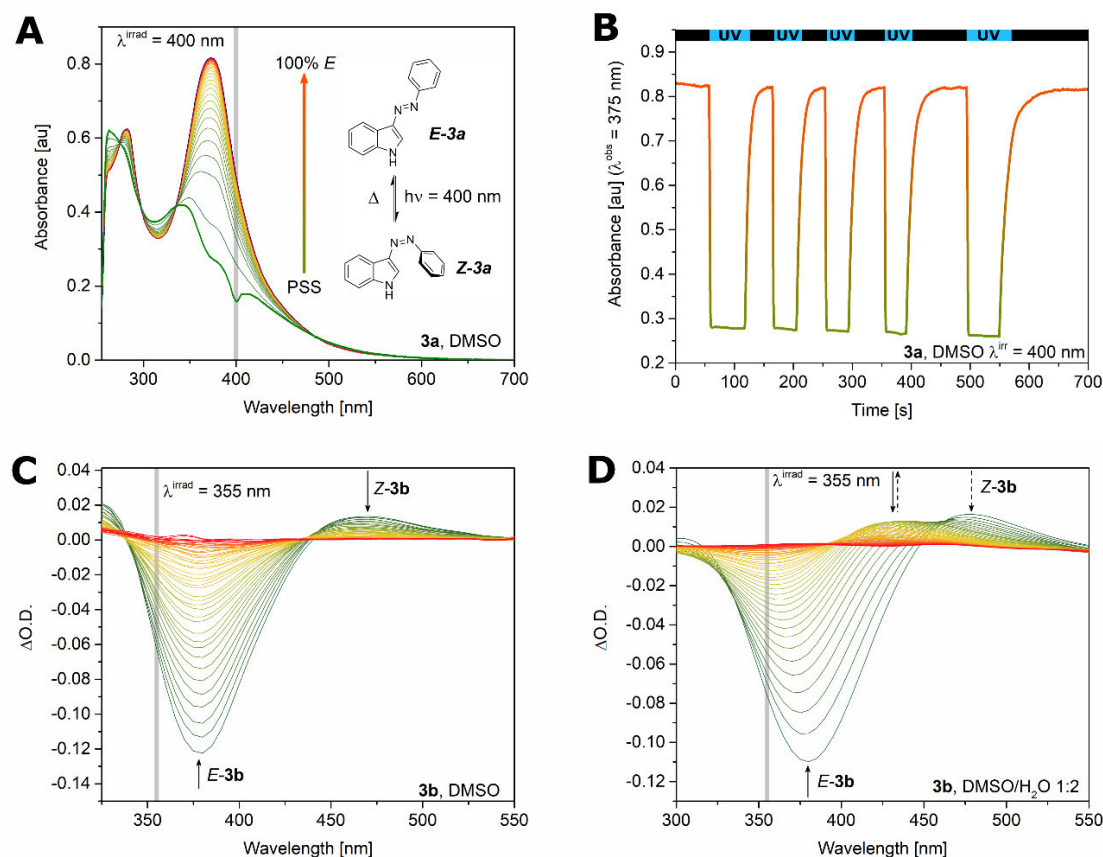 A
λirrad = 400 nm
100% E
E-3a
Δ
hν = 400 nm
Z-3a
PSS
3a, DMSO
Absorbance [au]
0.8
0.6
0.4
0.2
0.0
300 400 500 600 700
Wavelength [nm]
N=N
N
H
N=N
N
H
B
UV UV UV UV UV
Absorbance [au] (λobs = 375 nm)
0.9
0.8
0.7
0.6
0.5
0.4
0.3
0.2
3a, DMSO λirr = 400 nm
0 100 200 300 400 500 600 700
Time [s]
C
λirrad = 355 nm
Z-3b
E-3b
3b, DMSO
ΔO.D.
0.04
0.02
0.00
-0.02
-0.04
-0.06
-0.08
-0.10
-0.12
-0.14
350 400 450 500 550
Wavelength [nm]
D
λirrad = 355 nm
Z-3b
E-3b
3b, DMSO/H2O 1:2
ΔO.D.
0.04
0.02
0.00
-0.02
-0.04
-0.06
-0.08
-0.10
-0.12
300 350 400 450 500 550
Wavelength [nm]